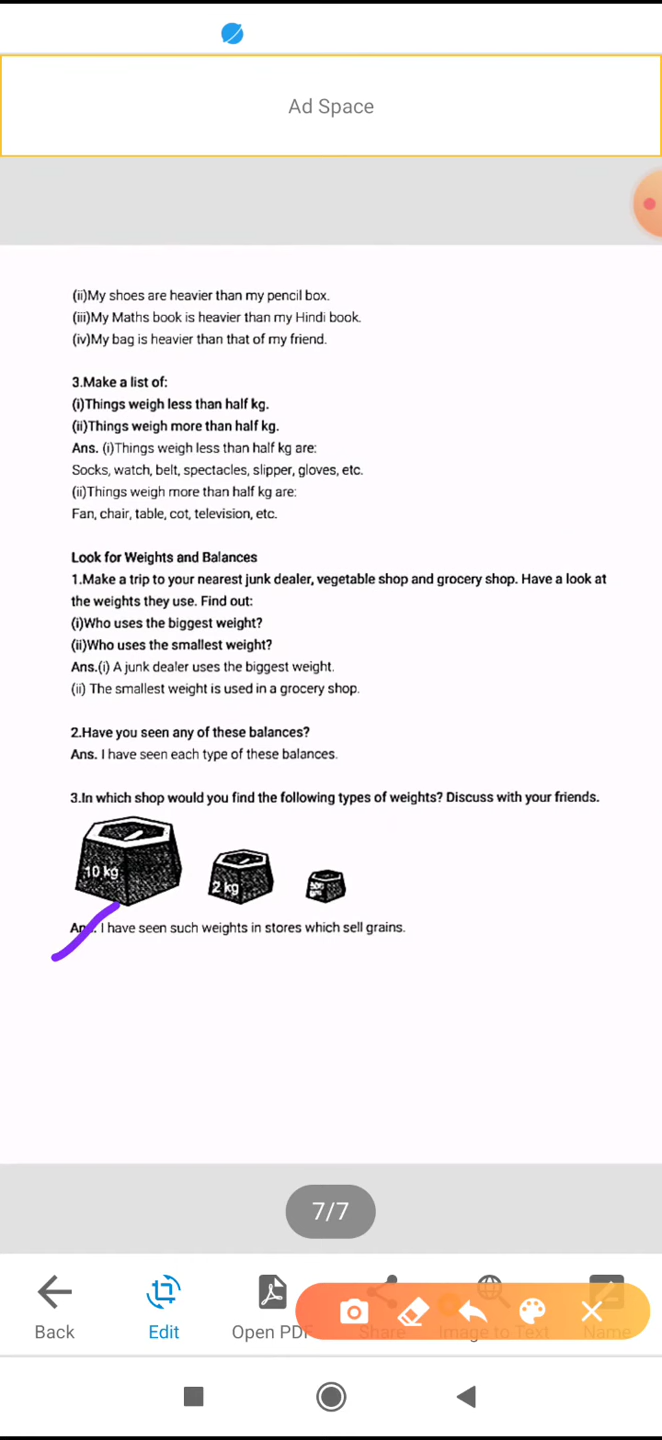 Ad Space
(ii)My shoes are heavier than my pencil box.
(iii)My Maths book is heavier than my Hindi book.
(iv)My bag is heavier than that of my friend.
3.Make a list of:
(i)Things weigh less than half kg.
(ii)Things weigh more than half kg.
Ans. (i)Things weigh less than half kg are:
Socks, watch, belt, spectacles, slipper, gloves, etc.
(ii)Things weigh more than half kg are:
Fan, chair, table, cot, television, etc.
Look for Weights and Balances
1.Make a trip to your nearest junk dealer, vegetable shop and grocery shop. Have a look at
the weights they use. Find out:
(i)Who uses the biggest weight?
(ii)Who uses the smallest weight?
Ans.(i) A junk dealer uses the biggest weight.
(ii) The smallest weight is used in a grocery shop.
2.Have you seen any of these balances?
Ans. I have seen each type of these balances.
3.In which shop would you find the following types of weights? Discuss with your friends.
10 kg
2 kg
Ans. I have seen such weights in stores which sell grains.
7/7
Back
Edit
Open PDF
Share
Image to Text
Name